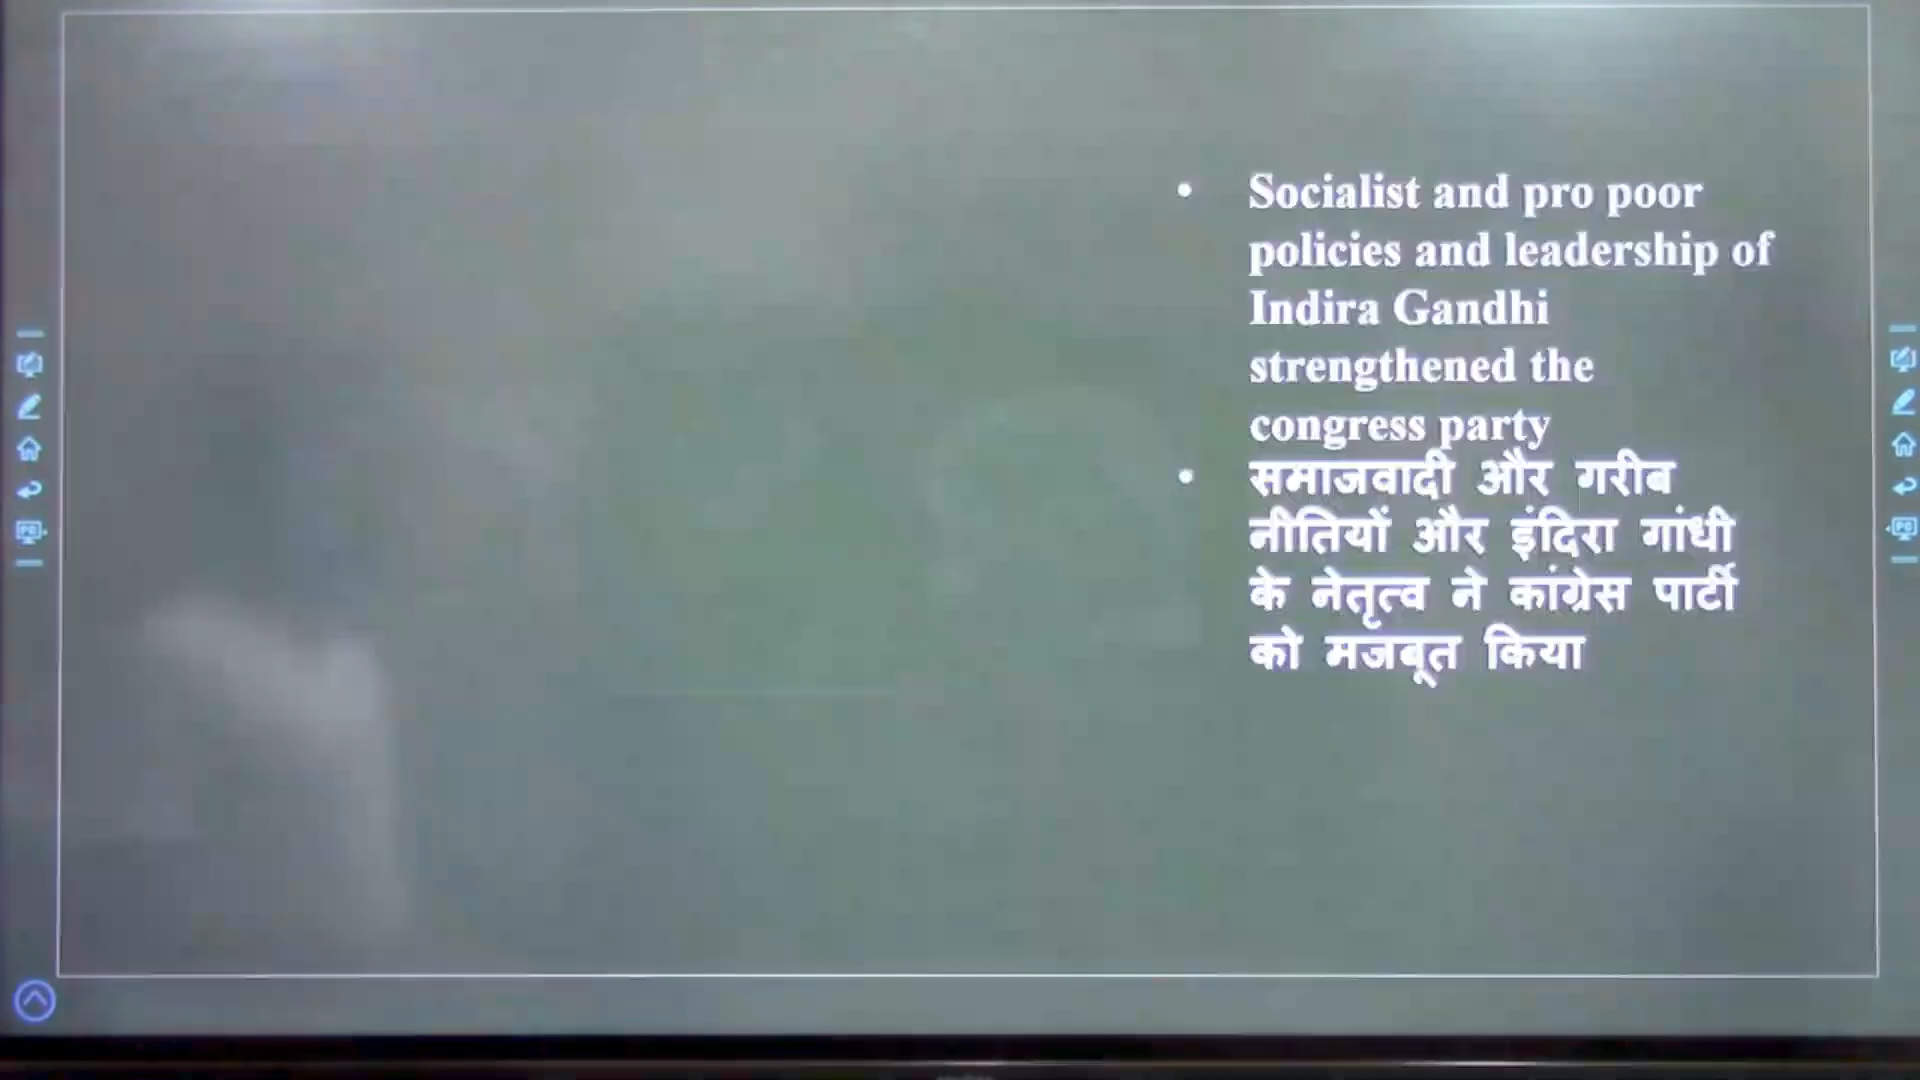 • Socialist and pro poor
policies and leadership of
Indira Gandhi
strengthened the
congress party
• समाजवादी और गरीब
नीतियों और इंदिरा गांधी
के नेतृत्व ने कांग्रेस पार्टी
को मजबूत किया